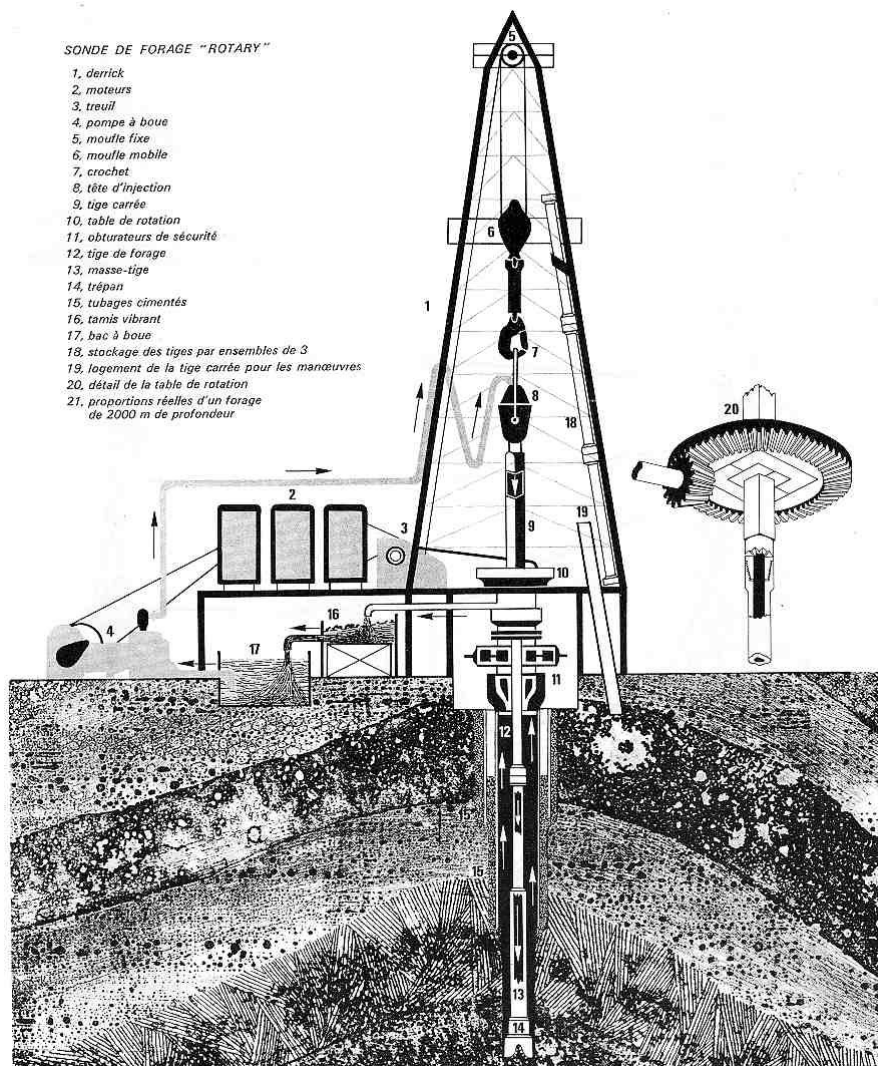 SONDE DE FORAGE "ROTARY"
1, derrick
2, moteurs
3, treuil
4, pompe à boue
5, moufle fixe
6, moufle mobile
7, crochet
8, tête d'injection
9, tige carrée
10, table de rotation
11, obturateurs de sécurité
12, tige de forage
13, masse-tige
14, trépan
15, tubages cimentés
16, tamis vibrant
17, bac à boue
18, stockage des tiges par ensembles de 3
19, logement de la tige carrée pour les manœuvres
20, détail de la table de rotation
21, proportions réelles d'un forage
de 2000 m de profondeur
5
6
1
7
8
18
20
2
3
9
19
10
4
16
17
11
12
15
15
13
14